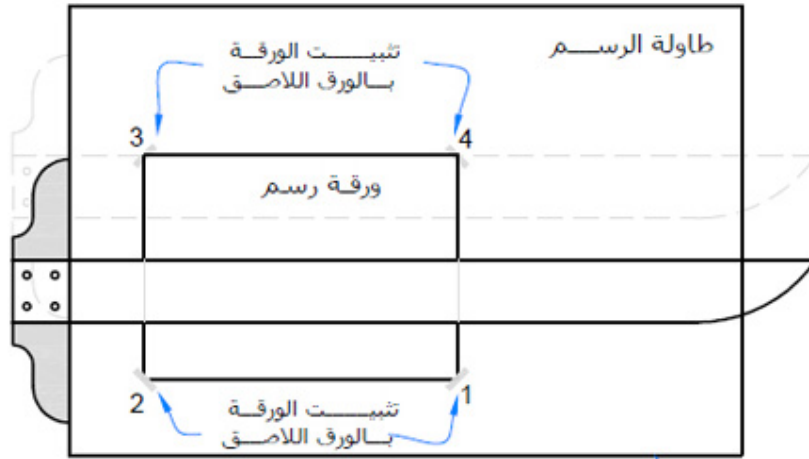 طاولة الرسم
تثبيت الورقة
بالورق اللاصق
3
4
ورقة رسم
2
1
تثبيت الورقة
بالورق اللاصق